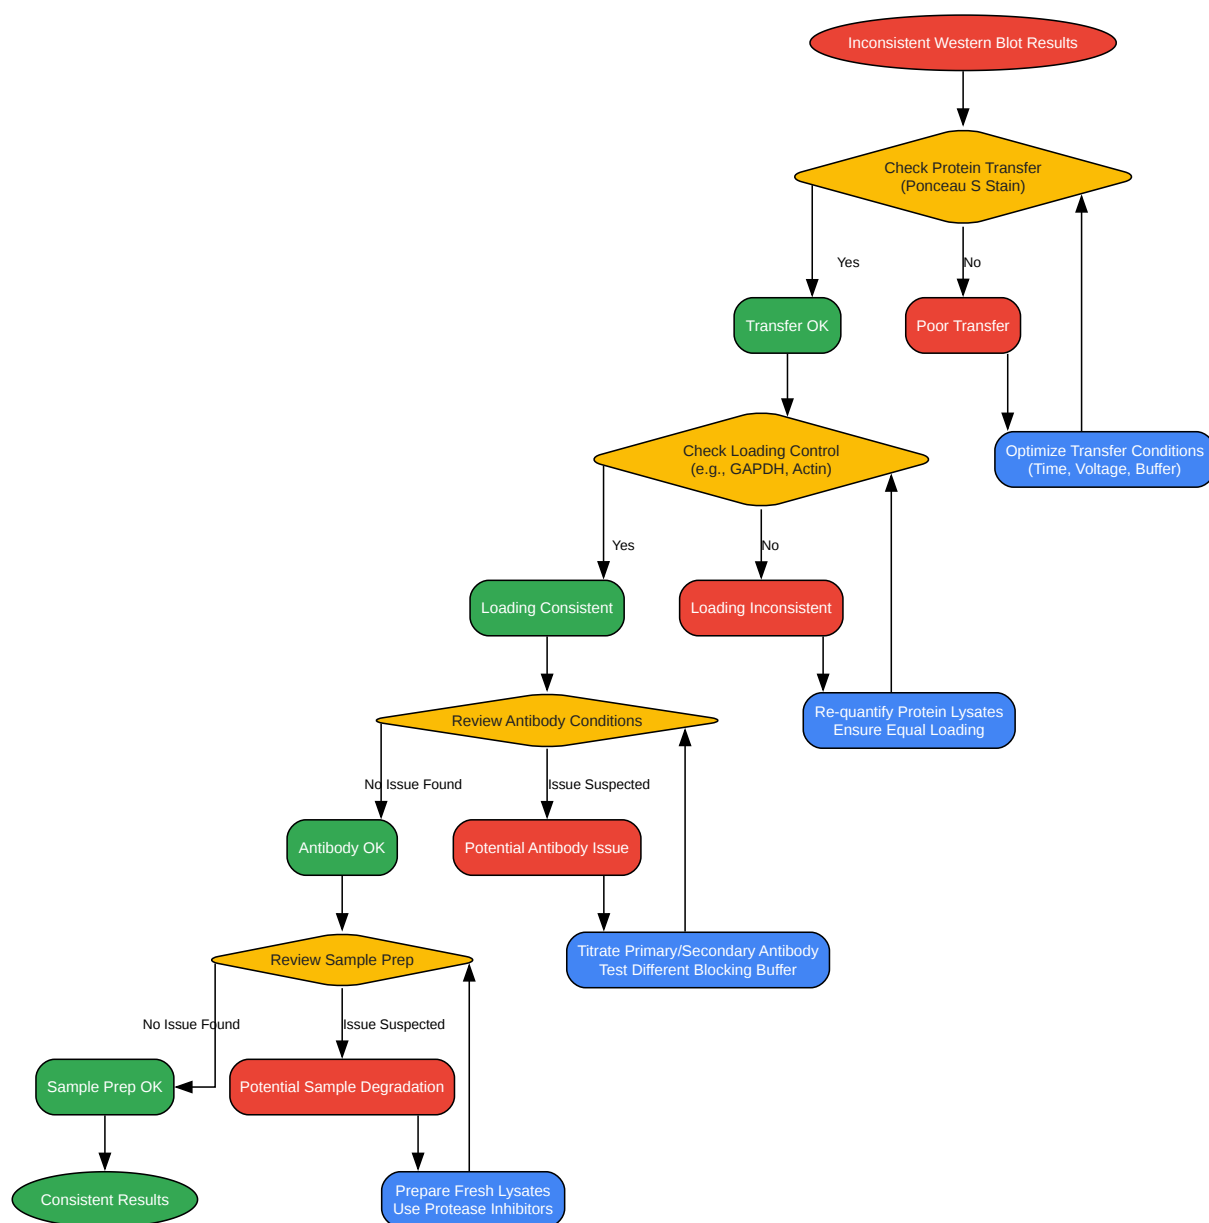 Inconsistent Western Blot Results
Check Protein Transfer
(Ponceau S Stain)
Yes
No
Transfer OK
Poor Transfer
Check Loading Control
(e.g., GAPDH, Actin)
Optimize Transfer Conditions
(Time, Voltage, Buffer)
Yes
No
Loading Consistent
Loading Inconsistent
Review Antibody Conditions
Re-quantify Protein Lysates
Ensure Equal Loading
No Issue Found
Issue Suspected
Antibody OK
Potential Antibody Issue
Review Sample Prep
Titrate Primary/Secondary Antibody
Test Different Blocking Buffer
No Issue Found
Issue Suspected
Sample Prep OK
Potential Sample Degradation
Consistent Results
Prepare Fresh Lysates
Use Protease Inhibitors